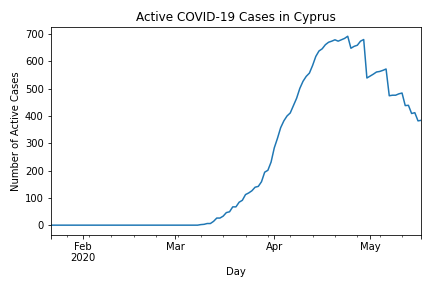 Active COVID-19 Cases in Cyprus
Number of Active Cases
700
600
500
400
300
200
100
0
Feb
2020
Mar
Apr
May
Day